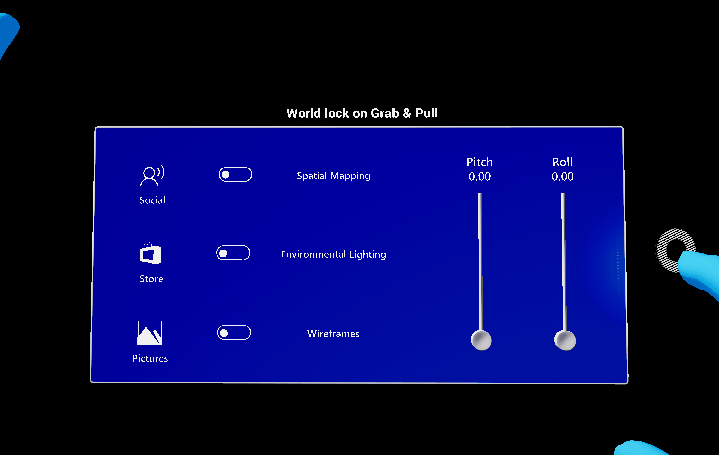 World lock on Grab & Pull
Social
Spatial Mapping
Pitch
0.00
Roll
0.00
Store
Environmental Lighting
Pictures
Wireframes